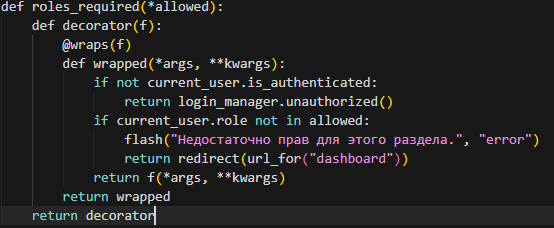 def roles_required(*allowed):
    def decorator(f):
        @wraps(f)
        def wrapped(*args, **kwargs):
            if not current_user.is_authenticated:
                return login_manager.unauthorized()
            if current_user.role not in allowed:
                flash("Недостаточно прав для этого раздела.", "error")
                return redirect(url_for("dashboard"))
            return f(*args, **kwargs)
        return wrapped
    return decorator